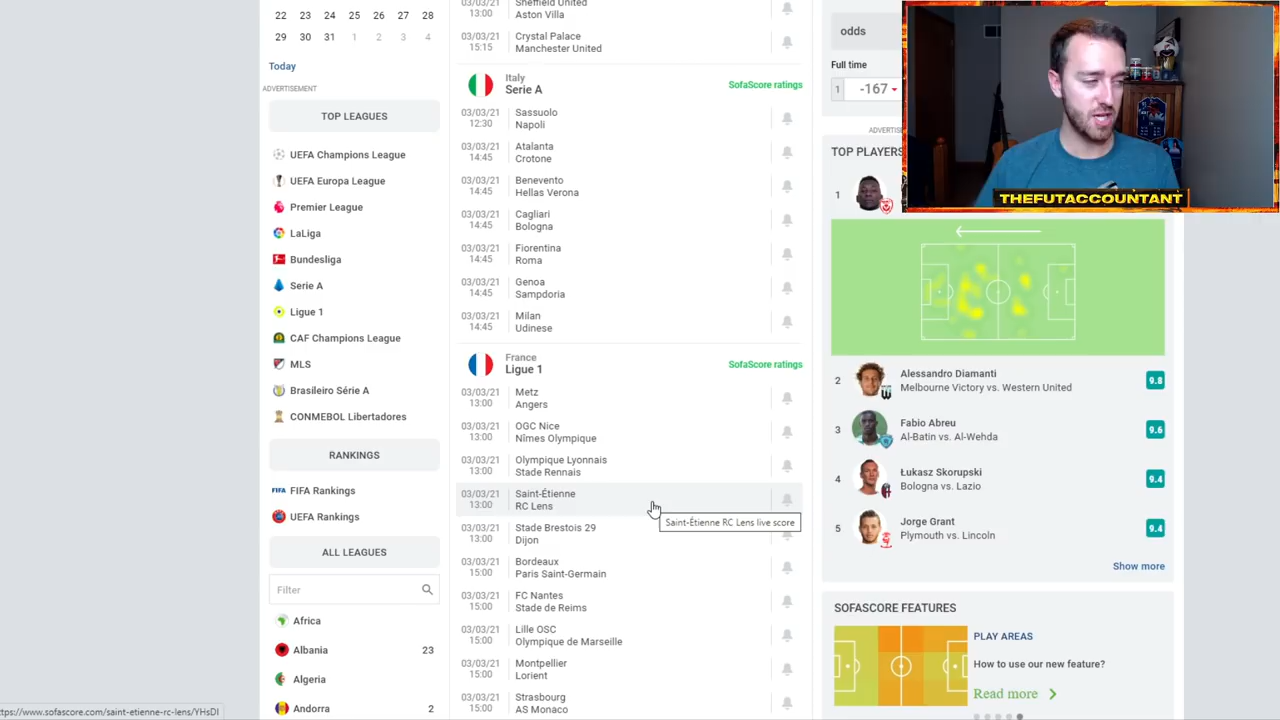 22 23 24 25 26 27 28
29 30 31 1 2 3 4
Today
ADVERTISEMENT
TOP LEAGUES
UEFA Champions League
UEFA Europa League
Premier League
LaLiga
Bundesliga
Serie A
Ligue 1
CAF Champions League
MLS
Brasileiro Série A
CONMEBOL Libertadores
RANKINGS
FIFA FIFA Rankings
UEFA Rankings
ALL LEAGUES
Filter
Africa
Albania 23
Algeria
Andorra 2
ttps://www.sofascore.com/saint-etienne-rc-lens/YHsDI
Sheffield United
13:00 Aston Villa
03/03/21 Crystal Palace
15:15 Manchester United
Italy
Serie A SofaScore ratings
03/03/21 Sassuolo
12:30 Napoli
03/03/21 Atalanta
14:45 Crotone
03/03/21 Benevento
14:45 Hellas Verona
03/03/21 Cagliari
14:45 Bologna
03/03/21 Fiorentina
14:45 Roma
03/03/21 Genoa
14:45 Sampdoria
03/03/21 Milan
14:45 Udinese
France
Ligue 1 SofaScore ratings
03/03/21 Metz
13:00 Angers
03/03/21 OGC Nice
13:00 Nîmes Olympique
03/03/21 Olympique Lyonnais
13:00 Stade Rennais
03/03/21 Saint-Étienne
13:00 RC Lens
Saint-Étienne RC Lens live score
03/03/21 Stade Brestois 29
13:00 Dijon
03/03/21 Bordeaux
15:00 Paris Saint-Germain
03/03/21 FC Nantes
15:00 Stade de Reims
03/03/21 Lille OSC
15:00 Olympique de Marseille
03/03/21 Montpellier
15:00 Lorient
03/03/21 Strasbourg
15:00 AS Monaco
odds
Full time
1 -167
ADVERTIS
TOP PLAYERS
1
THEFUTACCOUNTANT
2 Alessandro Diamanti 9.8
Melbourne Victory vs. Western United
3 Fabio Abreu 9.6
Al-Batin vs. Al-Wehda
4 Łukasz Skorupski 9.4
Bologna vs. Lazio
5 Jorge Grant 9.4
Plymouth vs. Lincoln
Show more
SOFASCORE FEATURES
PLAY AREAS
How to use our new feature?
Read more